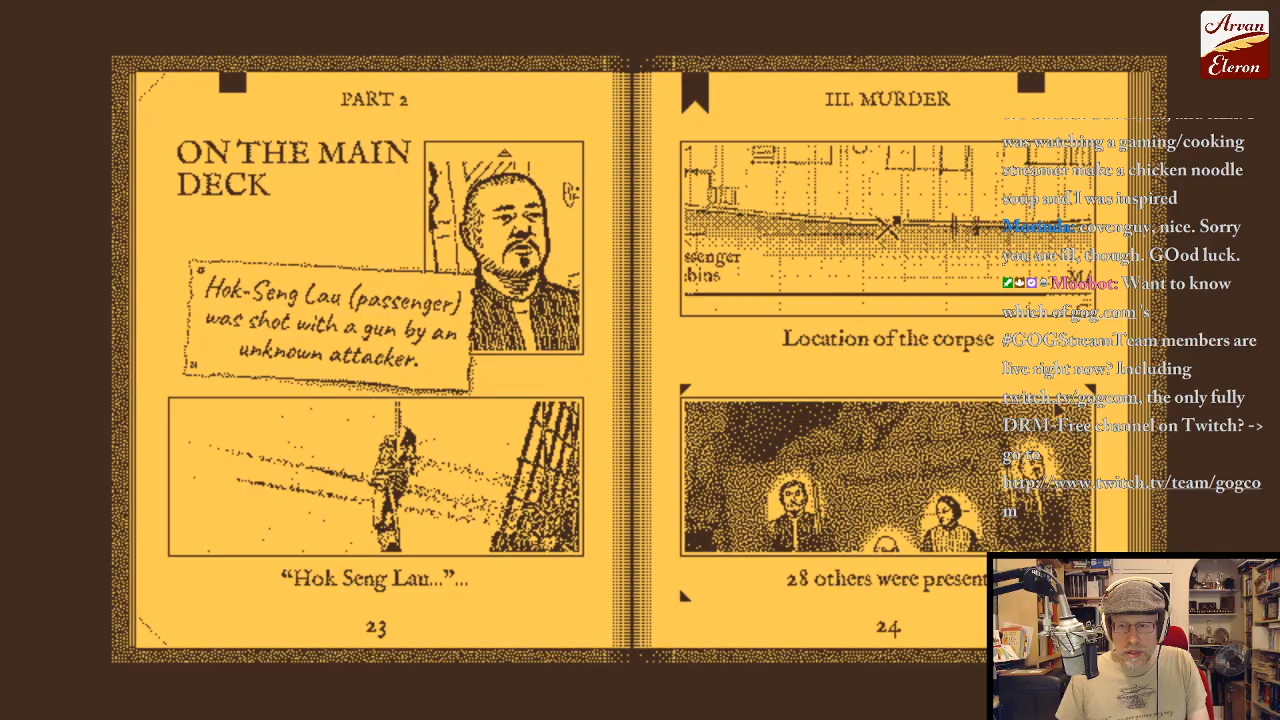 Arvan
Eleron
PART 2
ON THE MAIN
DECK
Hok-Seng Lau (passenger)
was shot with a gun by an
unknown attacker.
"Hok Seng Lau..."...
23
III. MURDER
ssenger
bins
Location of the corpse
28 others were present
24
was watching a gaming/cooking
streamer make a chicken noodle
soup and I was inspired
Morinda: covenguy, nice. Sorry
you are ill, though. GOod luck.
Moobot: Want to know
which of gog.com 's
#GOGStreamTeam members are
live right now? Including
twitch.tv/gogcom, the only fully
DRM-Free channel on Twitch? ->
go to
http://www.twitch.tv/team/gogco
m